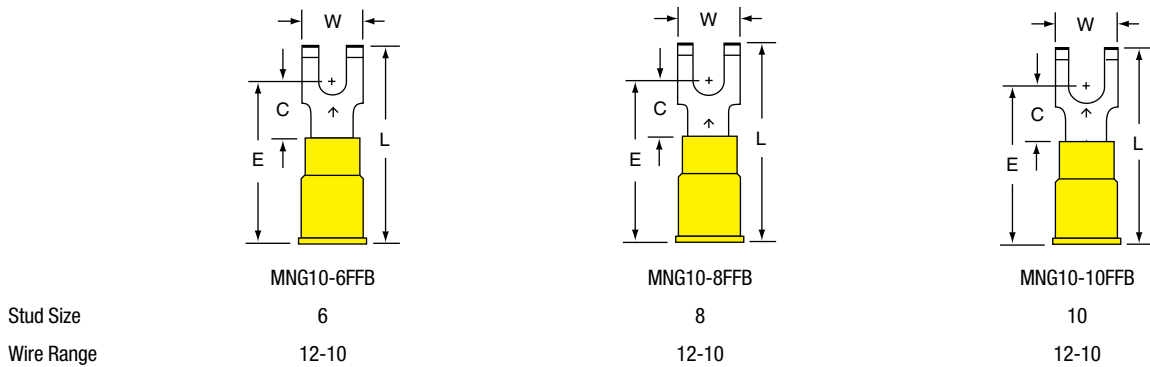 W W W
C C C
E L E L E L
MNG10-6FFB MNG10-8FFB MNG10-10FFB
Stud Size 6 8 10
Wire Range 12-10 12-10 12-10